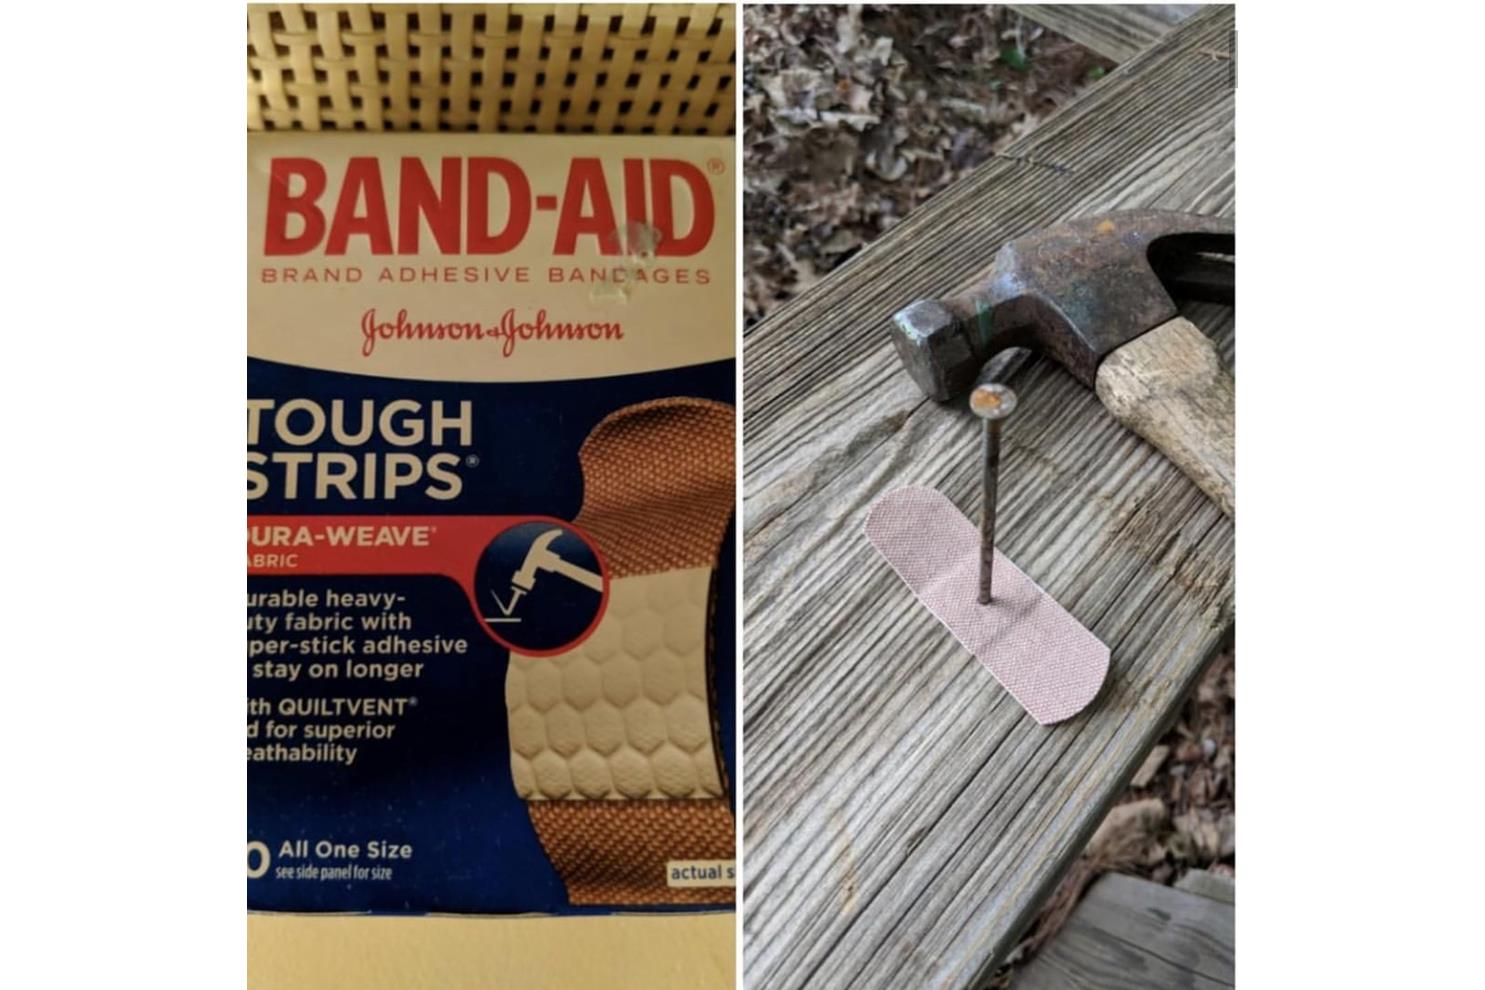 BAND-AID®
BRAND ADHESIVE BANDAGES
Johnson & Johnson
TOUGH
STRIPS®
URA-WEAVE®
ABRIC
urable heavy-
uty fabric with
per-stick adhesive
stay on longer
th QUILTVENT®
d for superior
eathability
0 All One Size
see side panel for size
actual s